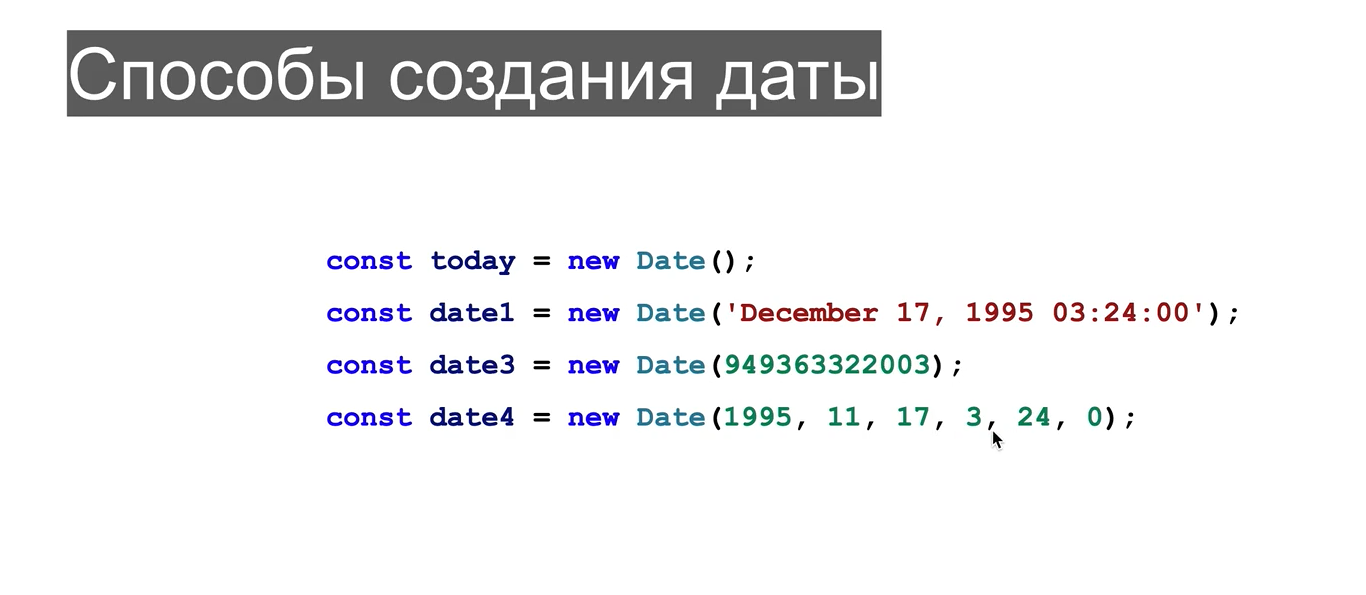 Способы создания даты
const today = new Date();
const date1 = new Date('December 17, 1995 03:24:00');
const date3 = new Date(949363322003);
const date4 = new Date(1995, 11, 17, 3, 24, 0);